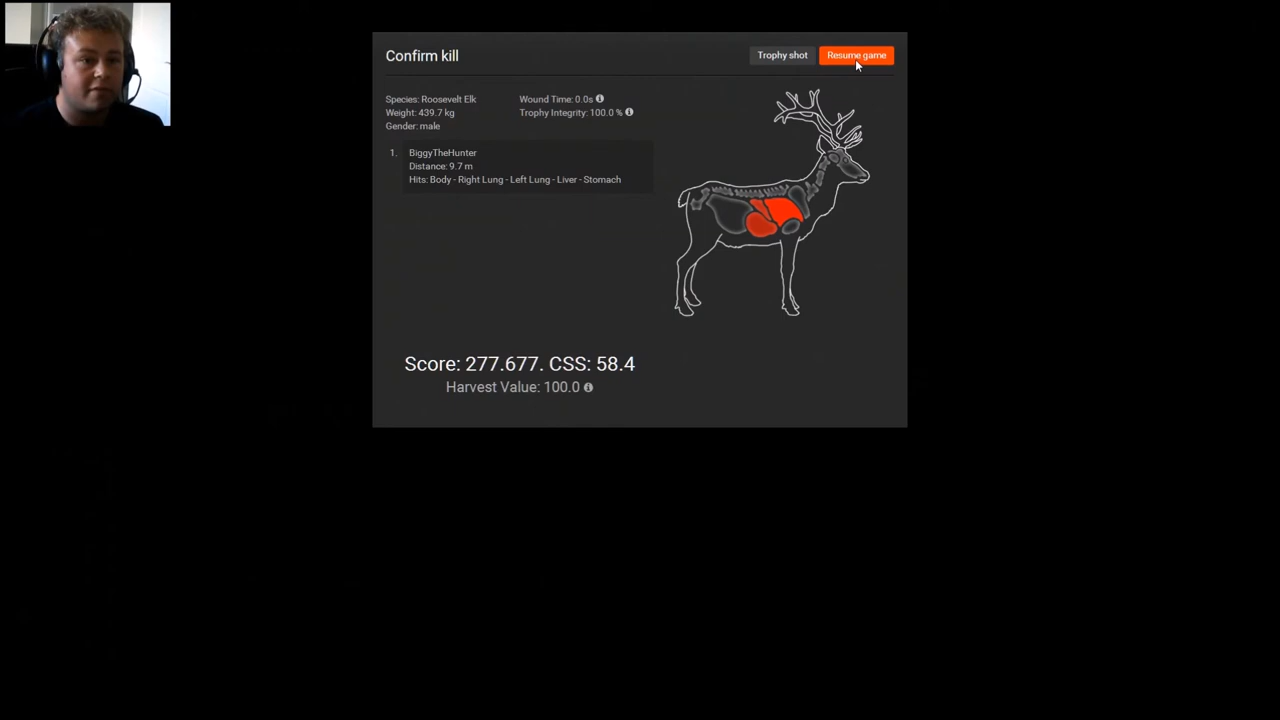 Confirm kill
Trophy shot
Resume game
Species: Roosevelt Elk
Weight: 439.7 kg
Gender: male
Wound Time: 0.0s
Trophy Integrity: 100.0 %
1.
BiggyTheHunter
Distance: 9.7 m
Hits: Body - Right Lung - Left Lung - Liver - Stomach
Score: 277.677. CSS: 58.4
Harvest Value: 100.0